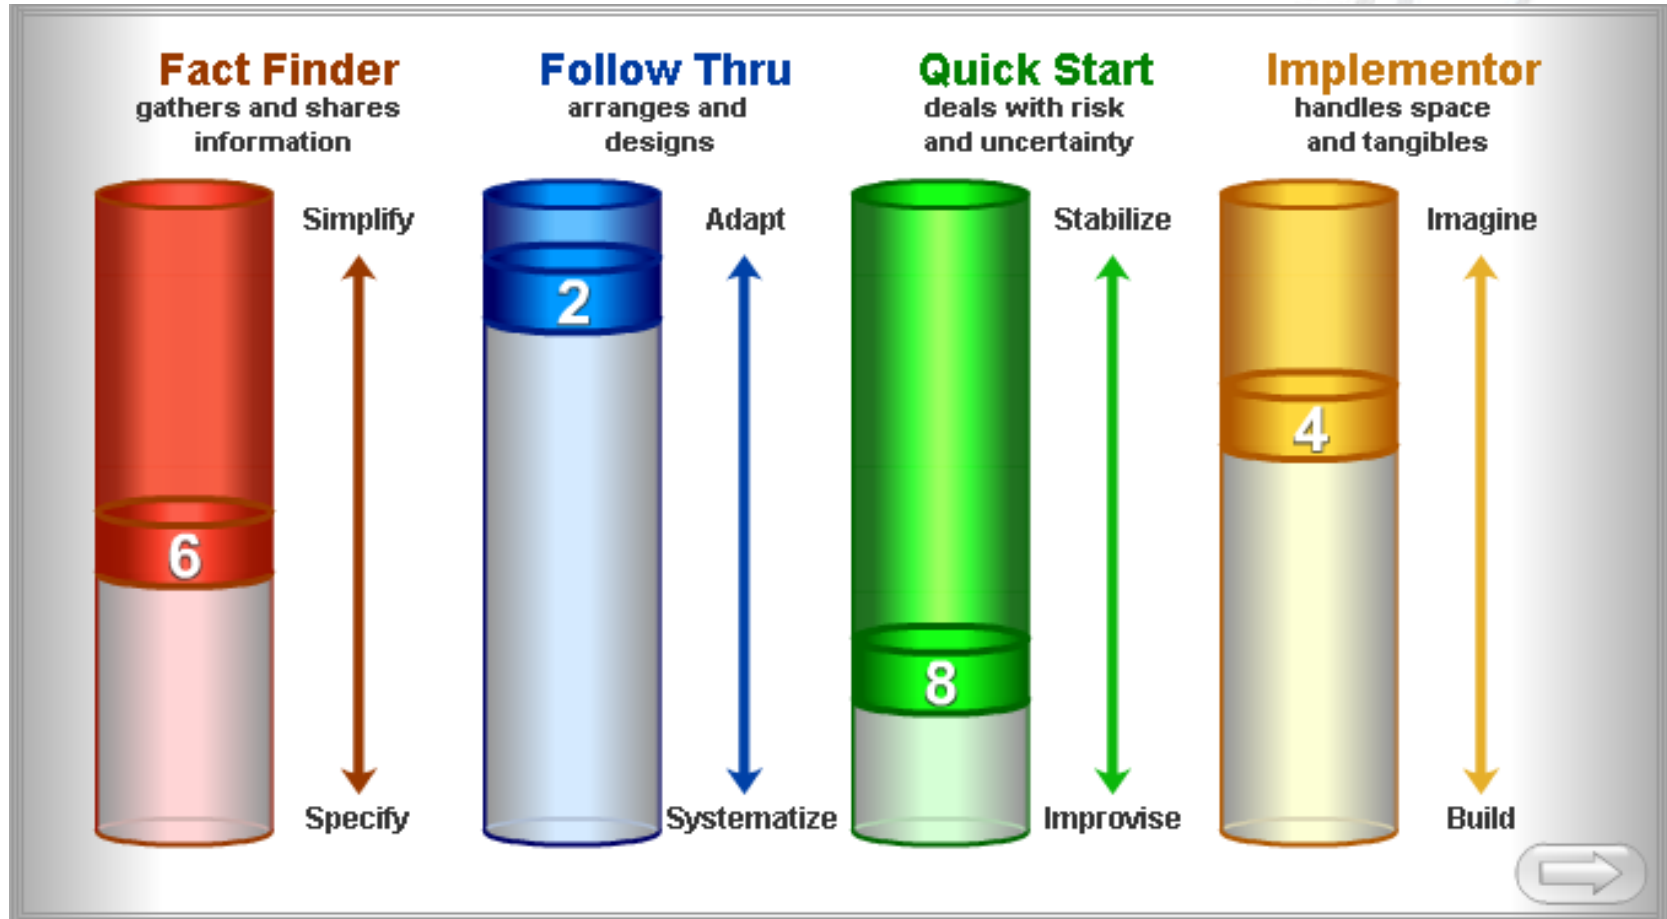 Fact Finder
gathers and shares
information
Follow Thru
arranges and
designs
Quick Start
deals with risk
and uncertainty
Implementor
handles space
and tangibles
Simplify
Adapt
Stabilize
Imagine
2
4
6
8
Specify
Systematize
Improvise
Build